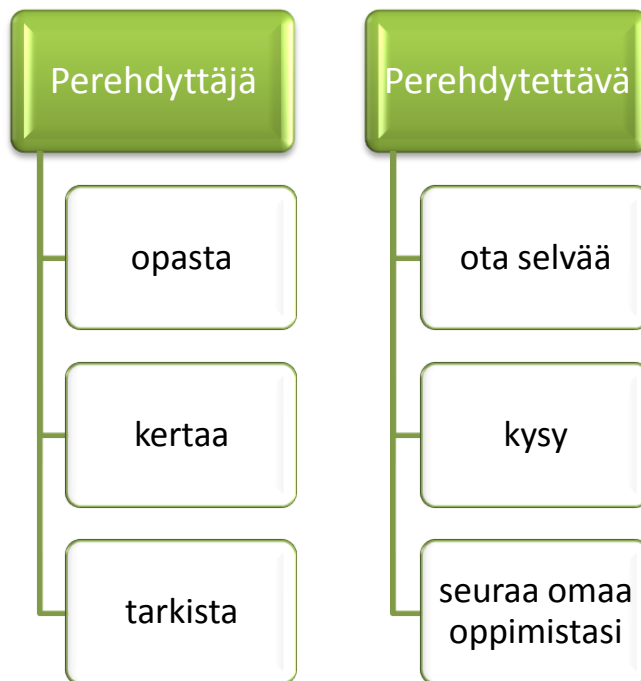 Perehdyttäjä
opasta
kertaa
tarkista
Perehdytettävä
ota selvää
kysy
seuraa omaa
oppimistasi